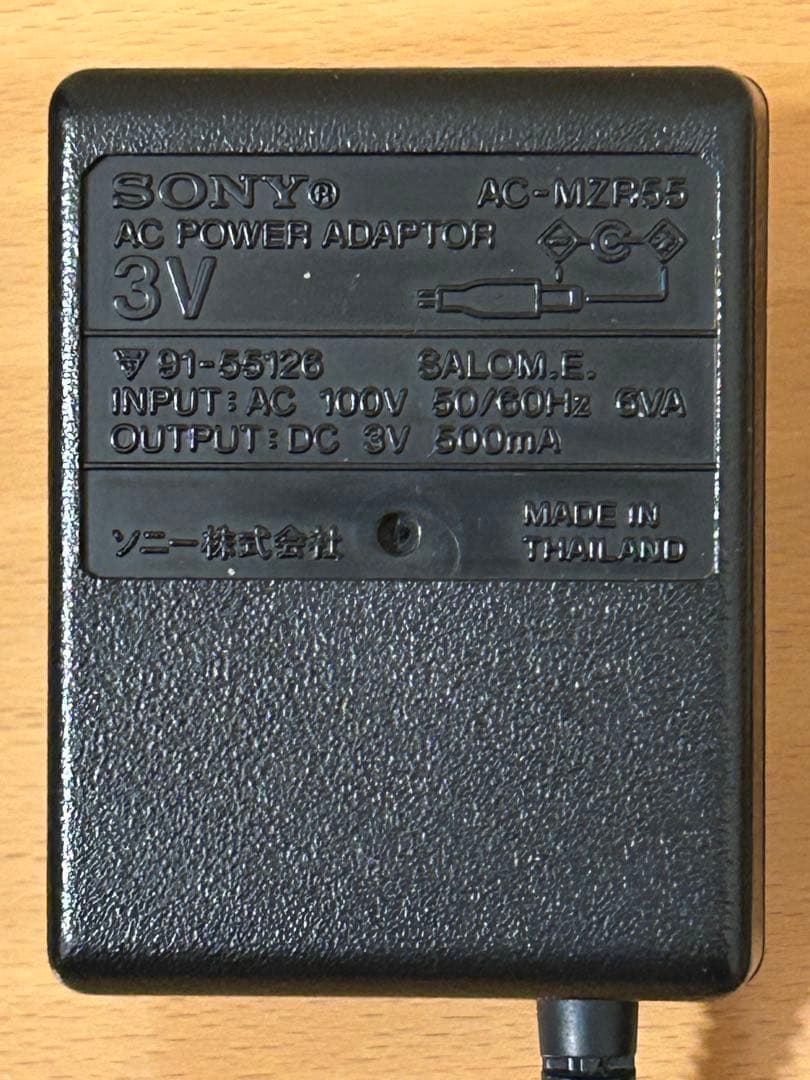 SONY® AC-MZR55
AC POWER ADAPTOR
3V
91-55126 SALOM.E.
INPUT: AC 100V 50/60Hz 6VA
OUTPUT: DC 3V 500mA
ソニー株式会社
MADE IN
THAILAND